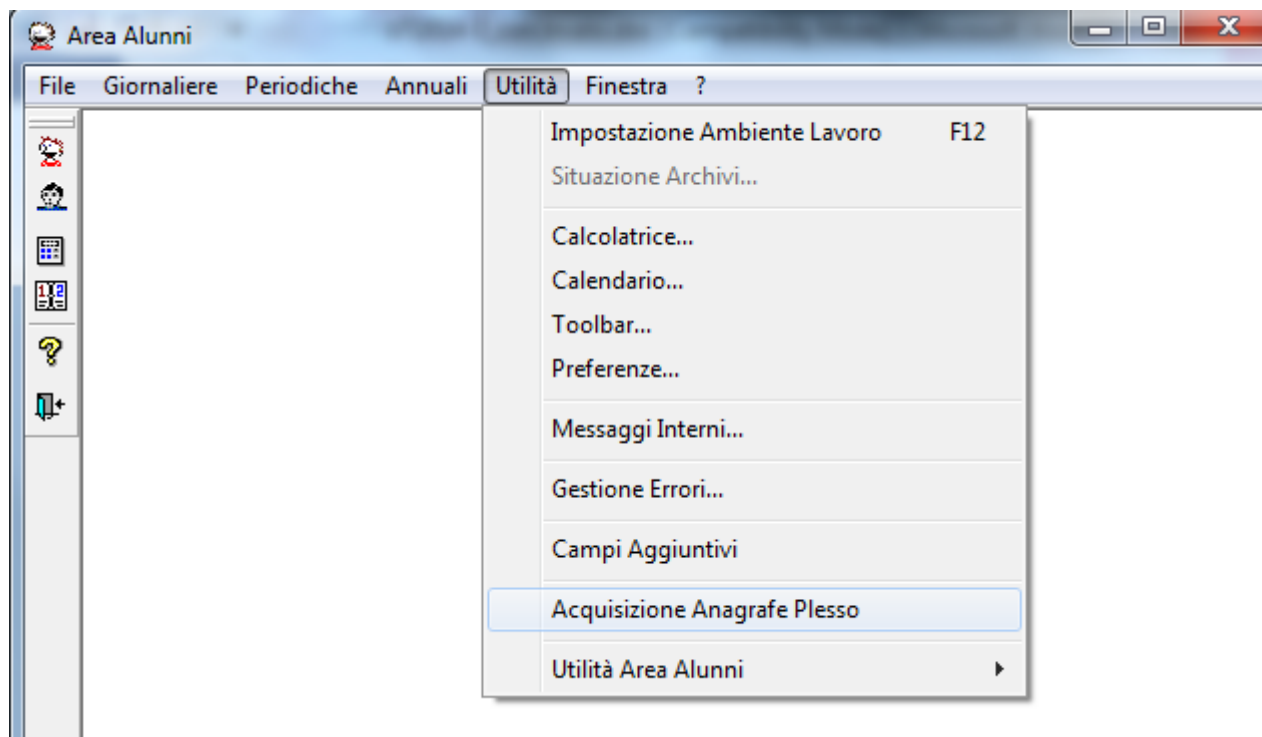 Area Alunni
File Giornaliere Periodiche Annuali Utilità Finestra ?
Impostazione Ambiente Lavoro F12
Situazione Archivi...
Calcolatrice...
Calendario...
Toolbar...
Preferenze...
Messaggi Interni...
Gestione Errori...
Campi Aggiuntivi
Acquisizione Anagrafe Plesso
Utilità Area Alunni